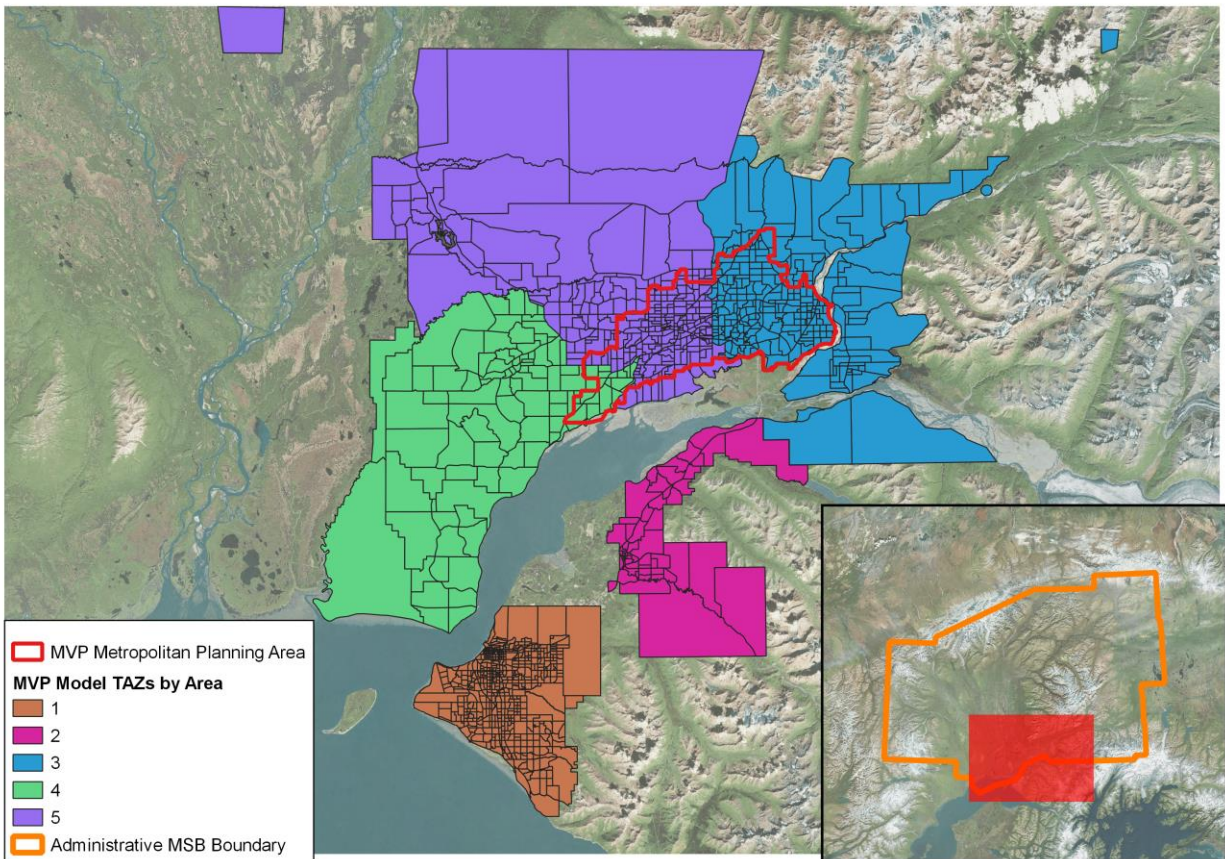 MVP Metropolitan Planning Area
MVP Model TAZs by Area
1
2
3
4
5
Administrative MSB Boundary